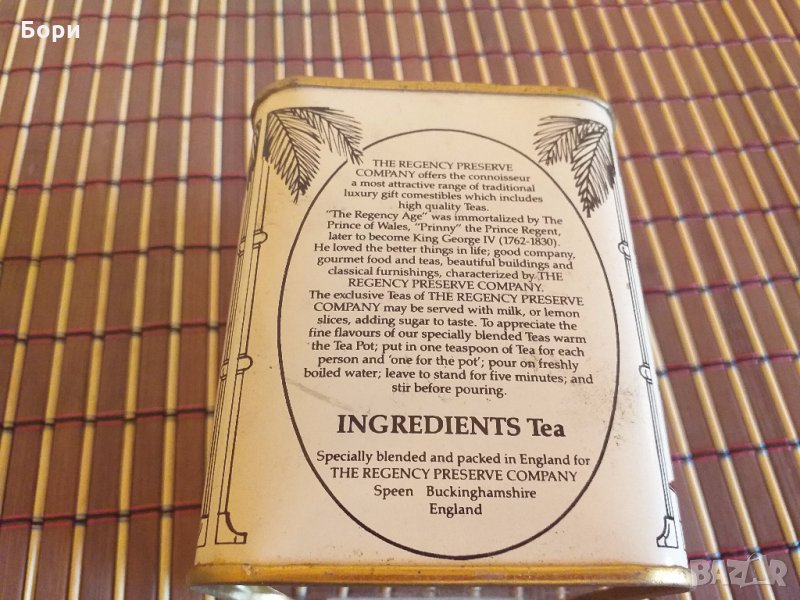 Бори
THE REGENCY PRESERVE
COMPANY offers the connoisseur
a most attractive range of traditional
luxury gift comestibles which includes
high quality Teas.
"The Regency Age" was immortalized by The
Prince of Wales, "Prinny" the Prince Regent,
later to become King George IV (1762-1830).
He loved the better things in life; good company,
gourmet food and teas, beautiful buildings and
classical furnishings, characterized by THE
REGENCY PRESERVE COMPANY.
The exclusive Teas of THE REGENCY PRESERVE
COMPANY may be served with milk, or lemon
slices, adding sugar to taste. To appreciate the
fine flavours of our specially blended Teas warm
the Tea Pot; put in one teaspoon of Tea for each
person and 'one for the pot'; pour on freshly
boiled water; leave to stand for five minutes; and
stir before pouring.
INGREDIENTS Tea
Specially blended and packed in England for
THE REGENCY PRESERVE COMPANY
Speen Buckinghamshire
England
BAZAR